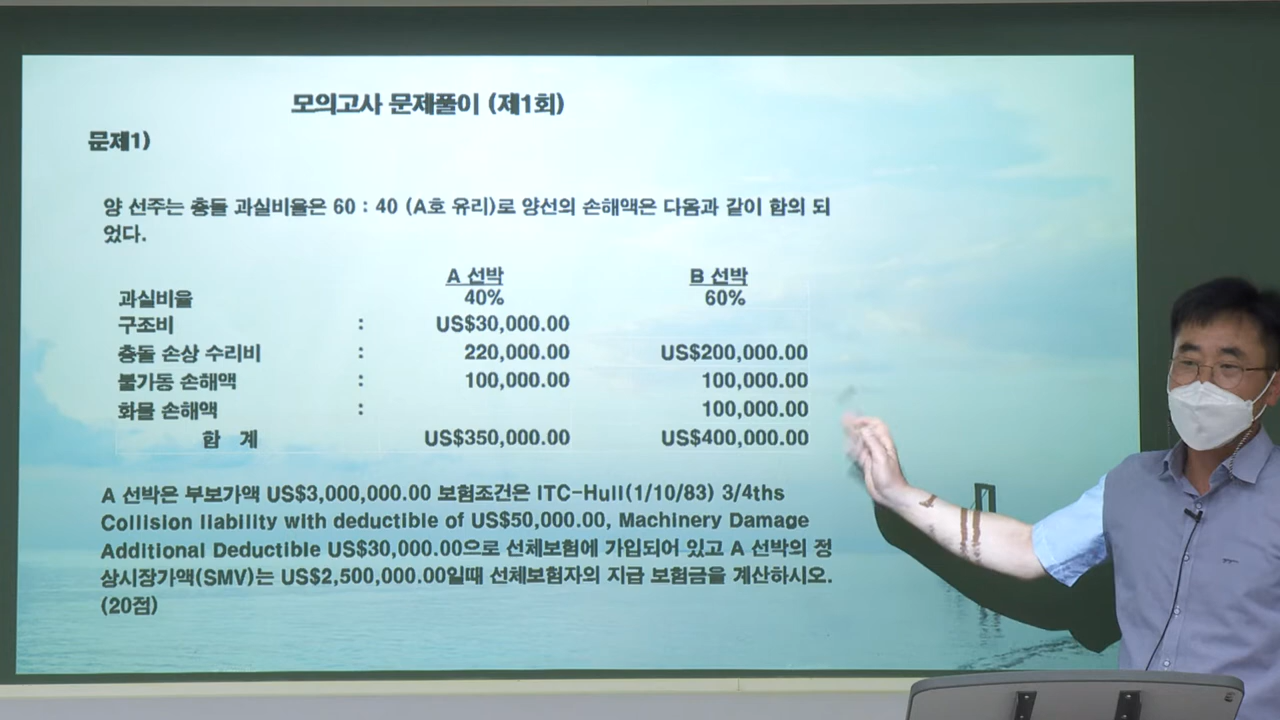 모의고사 문제풀이 (제1회)
문제1)
양 선주는 충돌 과실비율은 60 : 40 (A호 유리)로 양선의 손해액은 다음과 같이 합의 되
었다.
A 선박 B 선박
과실비율 40% 60%
구조비 : US$30,000.00
충돌 손상 수리비 : 220,000.00 US$200,000.00
불가동 손해액 : 100,000.00 100,000.00
화물 손해액 : 100,000.00
합 계 US$350,000.00 US$400,000.00
A 선박은 부보가액 US$3,000,000.00 보험조건은 ITC-Hull(1/10/83) 3/4ths
Collision liability with deductible of US$50,000.00, Machinery Damage
Additional Deductible US$30,000.00으로 선체보험에 가입되어 있고 A 선박의 정
상시장가액(SMV)는 US$2,500,000.00일때 선체보험자의 지급 보험금을 계산하시오.
(20점)